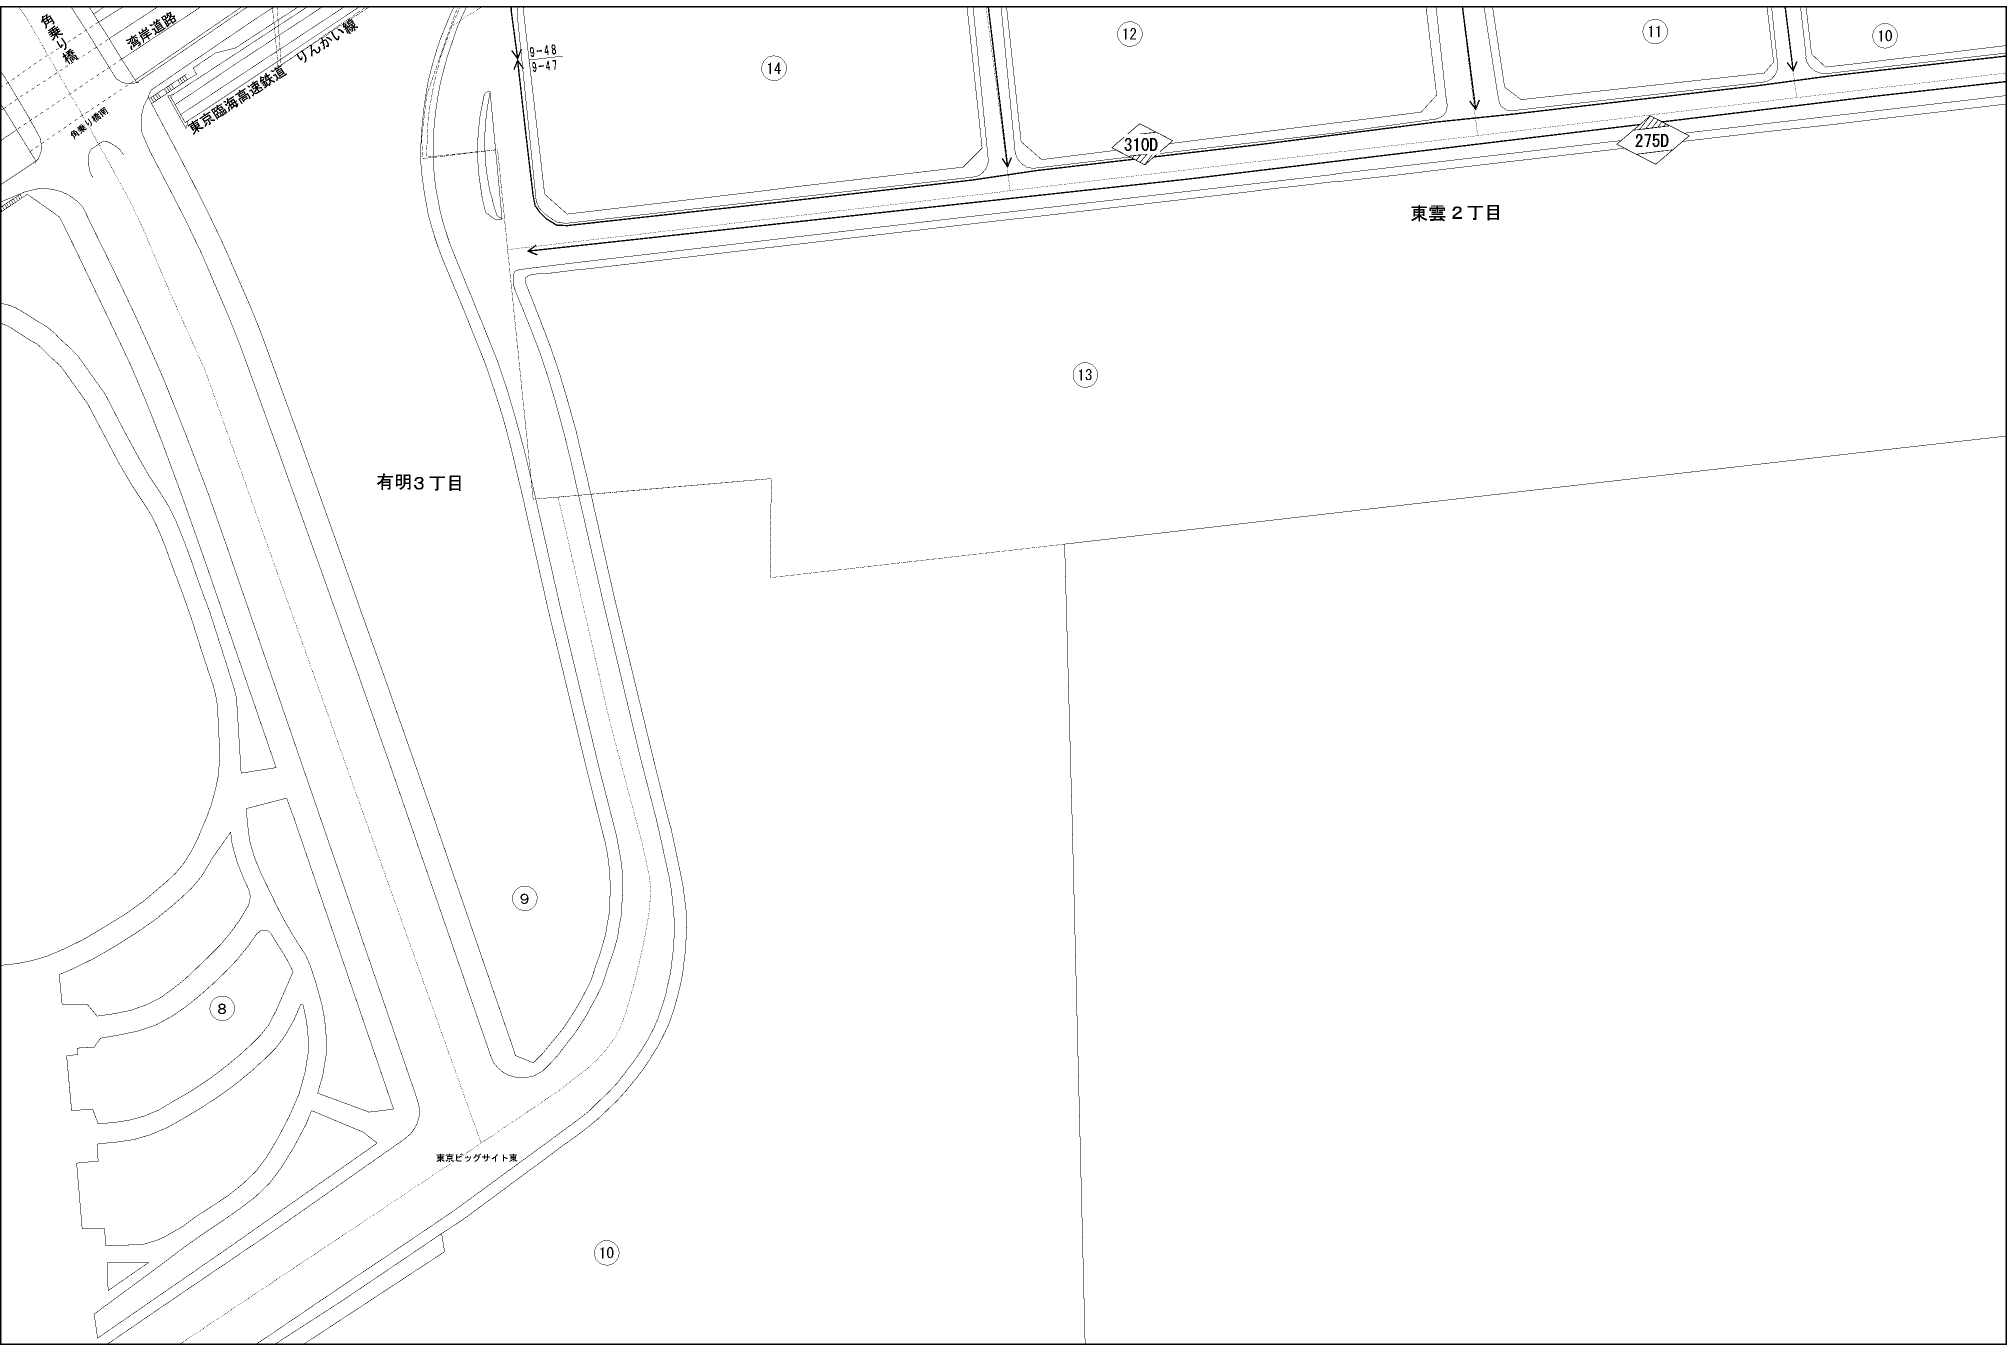 角乗り橋
湾岸道路
りんかい線
東京臨海高速鉄道
角乗り橋南
9-48
9-47
14
12
11
10
310D
275D
東雲2丁目
13
有明3丁目
9
8
東京ビッグサイト東
10